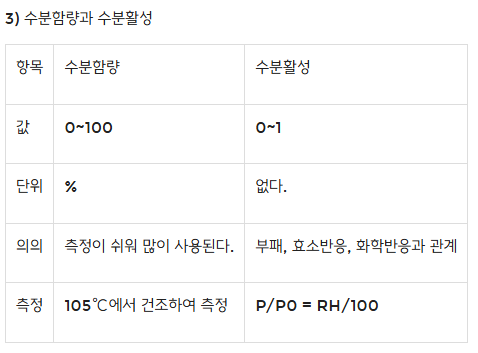 3) 수분함량과 수분활성
항목 수분함량 수분활성
값 0~100 0~1
단위 % 없다.
의의 측정이 쉬워 많이 사용된다. 부패, 효소반응, 화학반응과 관계
측정 105℃에서 건조하여 측정 P/P0 = RH/100